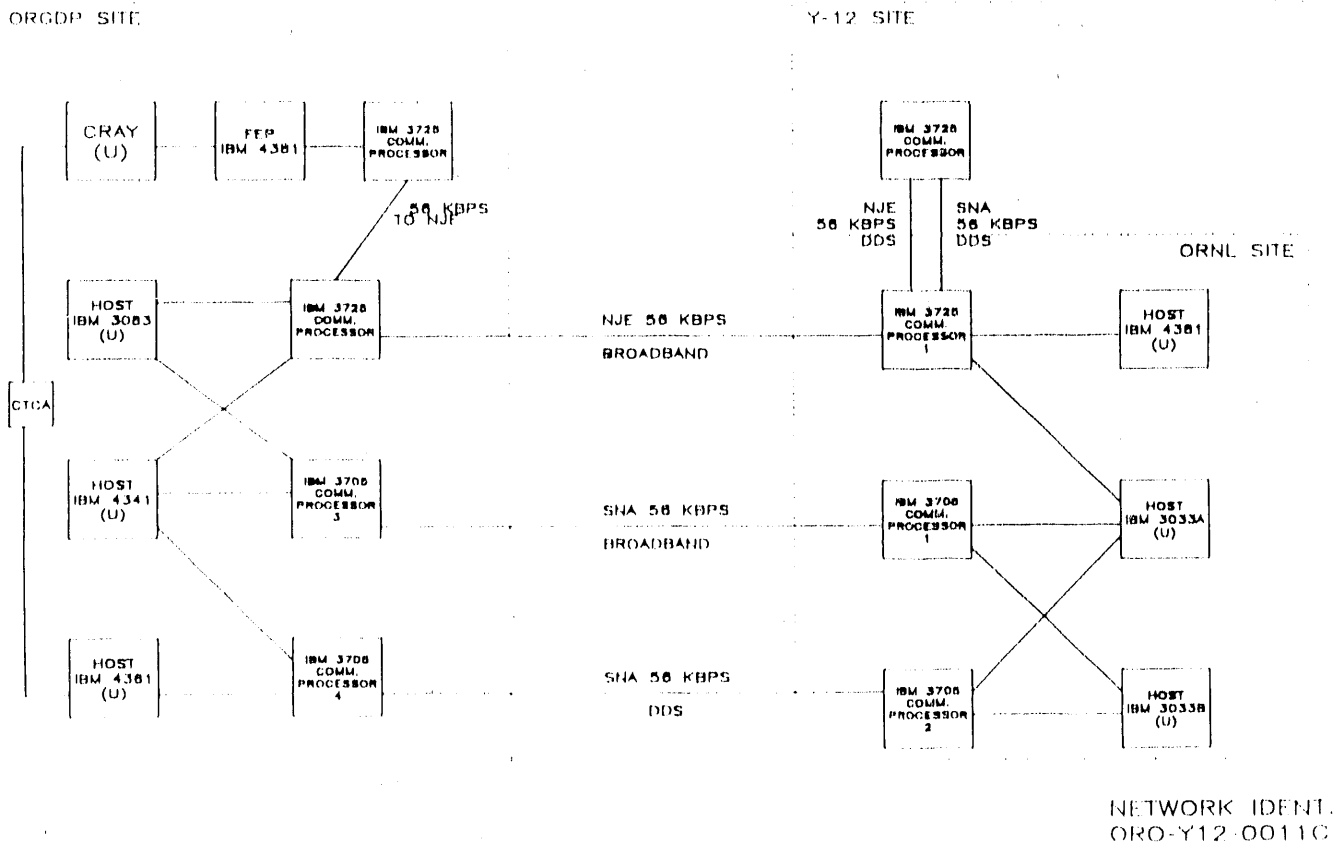 ORGDP SITE
Y-12 SITE
CRAY
(U)
FEP
IBM 4381
IBM 3725
COMM.
PROCESSOR
IBM 3725
COMM.
PROCESSOR
56 KBPS
TO NJE
NJE
56 KBPS
DDS
SNA
56 KBPS
DDS
ORNL SITE
HOST
IBM 3083
(U)
IBM 3725
COMM.
PROCESSOR
NJE 56 KBPS
BROADBAND
IBM 3725
COMM.
PROCESSOR
1
HOST
IBM 4381
(U)
CTCA
HOST
IBM 4341
(U)
IBM 3705
COMM.
PROCESSOR
3
SNA 56 KBPS
BROADBAND
IBM 3705
COMM.
PROCESSOR
1
HOST
IBM 3033A
(U)
HOST
IBM 4381
(U)
IBM 3705
COMM.
PROCESSOR
4
SNA 56 KBPS
DDS
IBM 3705
COMM.
PROCESSOR
2
HOST
IBM 3033B
(U)
NETWORK IDENT.
ORO-Y12-0011C